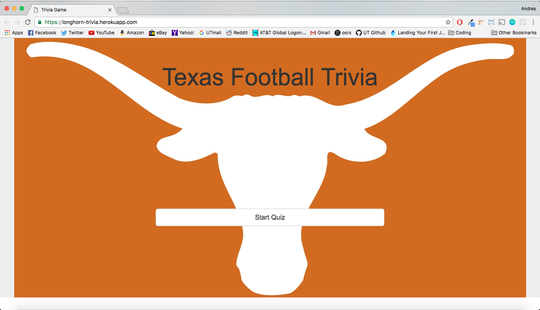 Trivia Game
Andres
https://longhorn-trivia.herokuapp.com
Apps Facebook Twitter YouTube Amazon eBay Yahoo! UTmail Reddit AT&T Global Logon:... Gmail osrs UT Github Landing Your First J... Coding Other Bookmarks
Texas Football Trivia
Start Quiz